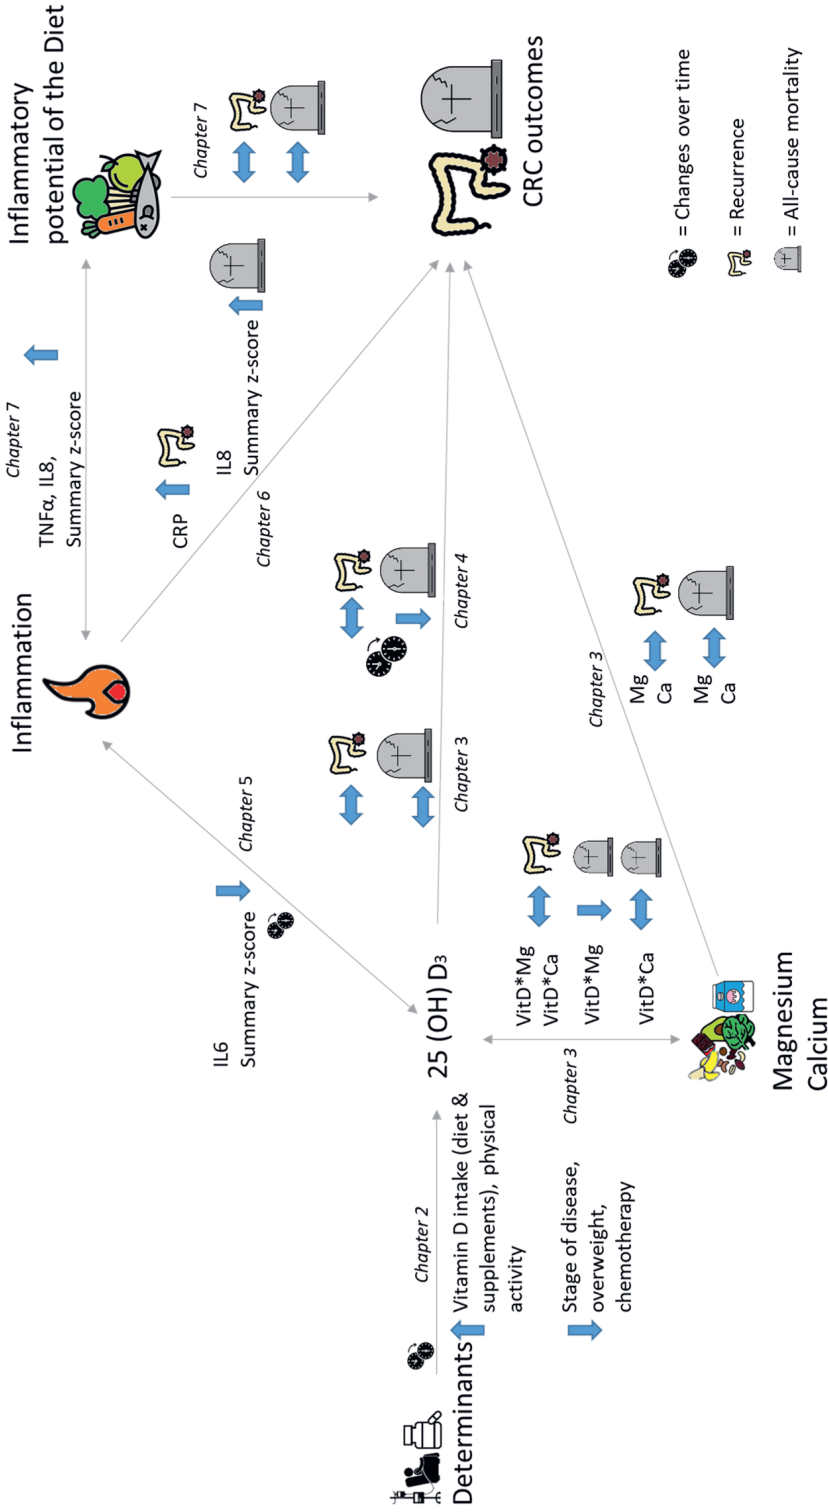 Inflammation
Chapter 7
TNFα, IL8,
Summary z-score
Inflammatory
potential of the Diet
Chapter 7
CRP
IL8
Summary z-score
Chapter 6
Chapter 5
IL6
Summary z-score
Chapter 3
Chapter 4
CRC outcomes
Determinants
Chapter 2
Vitamin D intake (diet &
supplements), physical
activity
Stage of disease,
overweight,
chemotherapy
25 (OH) D3
Chapter 3
VitD*Mg
VitD*Ca
VitD*Mg
VitD*Ca
Chapter 3
Mg
Ca
Mg
Ca
Magnesium
Calcium
= Changes over time
= Recurrence
= All-cause mortality